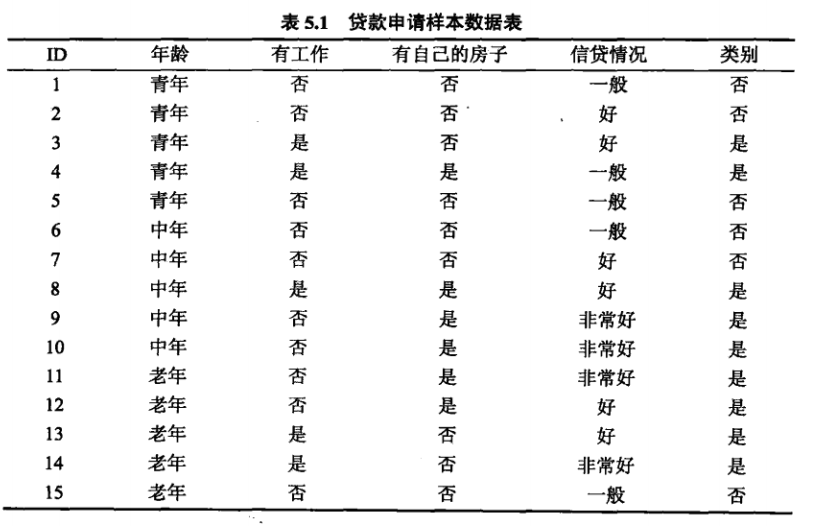 表 5.1 贷款申请样本数据表
ID 年龄 有工作 有自己的房子 信贷情况 类别
1 青年 否 否 一般 否
2 青年 否 否 好 否
3 青年 是 否 好 是
4 青年 是 是 一般 是
5 青年 否 否 一般 否
6 中年 否 否 一般 否
7 中年 否 否 好 否
8 中年 是 是 好 是
9 中年 否 是 非常好 是
10 中年 否 是 非常好 是
11 老年 否 是 非常好 是
12 老年 否 是 好 是
13 老年 是 否 好 是
14 老年 是 否 非常好 是
15 老年 否 否 一般 否